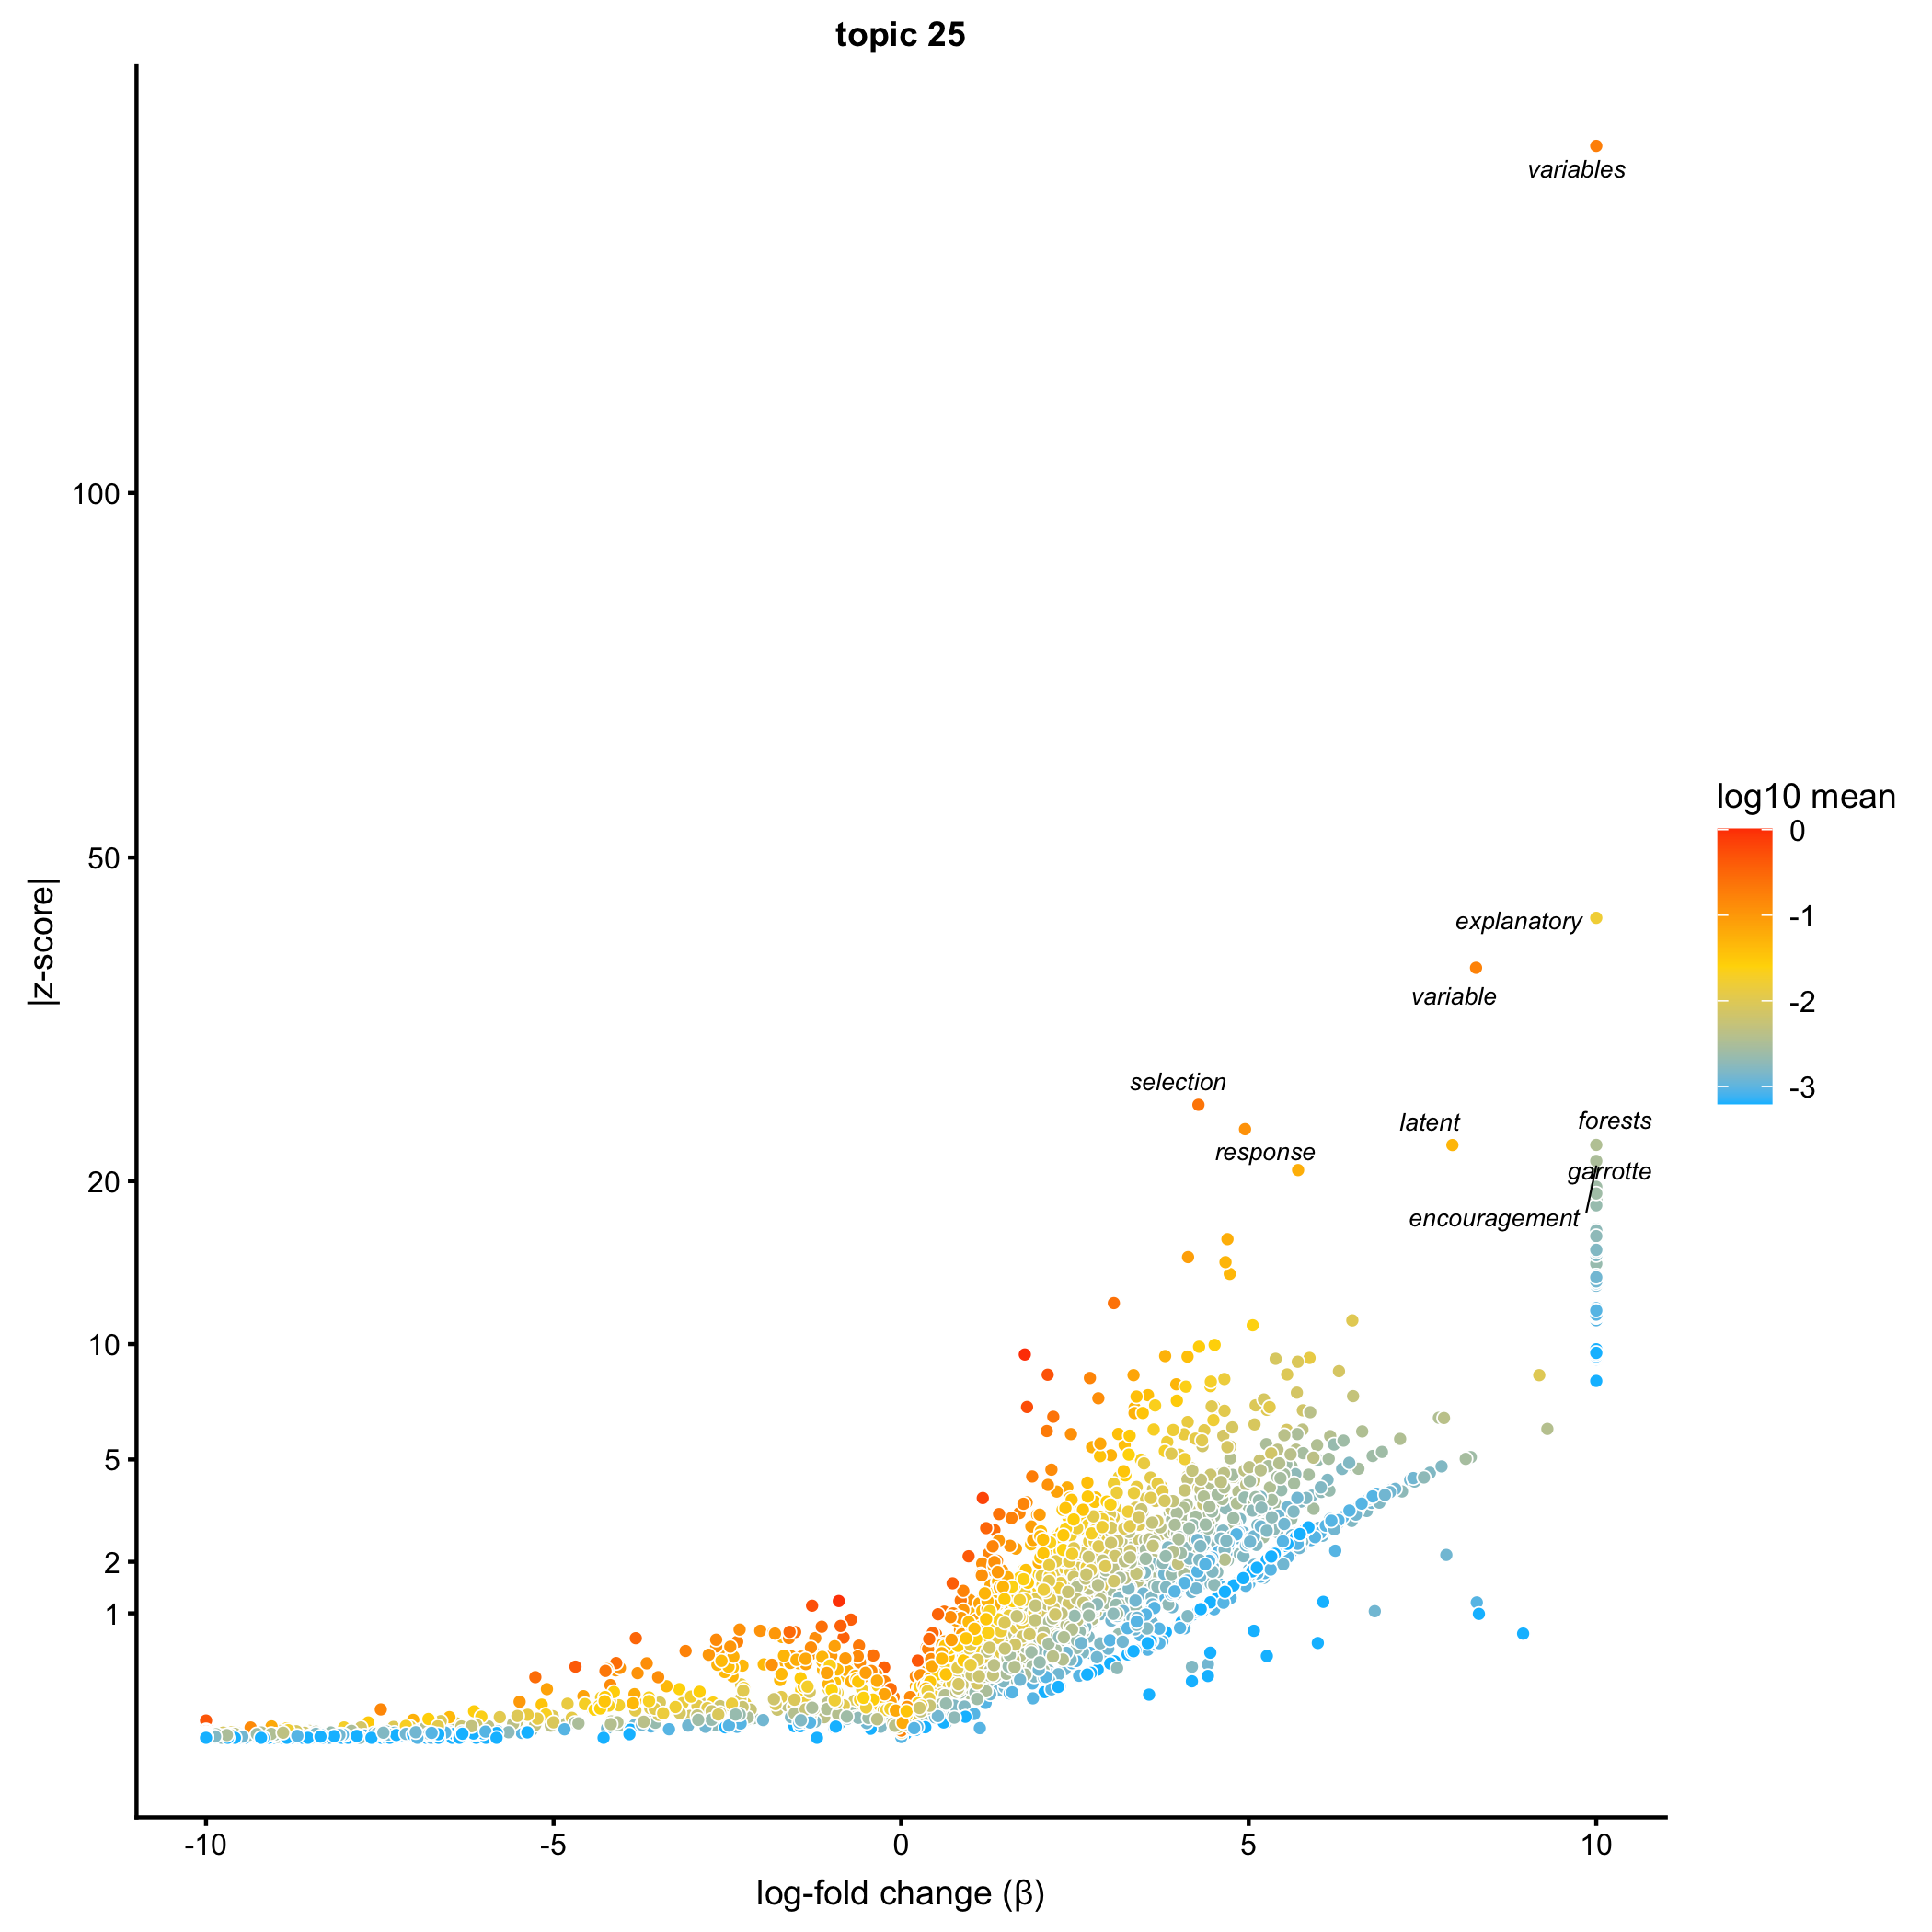 topic 25
variables
100
50
explanatory
variable
selection
latent
forests
response
garrotte
20
encouragement
10
5
2
1
|z-score|
-10
-5
0
5
10
log-fold change (β)
log10 mean
0
-1
-2
-3